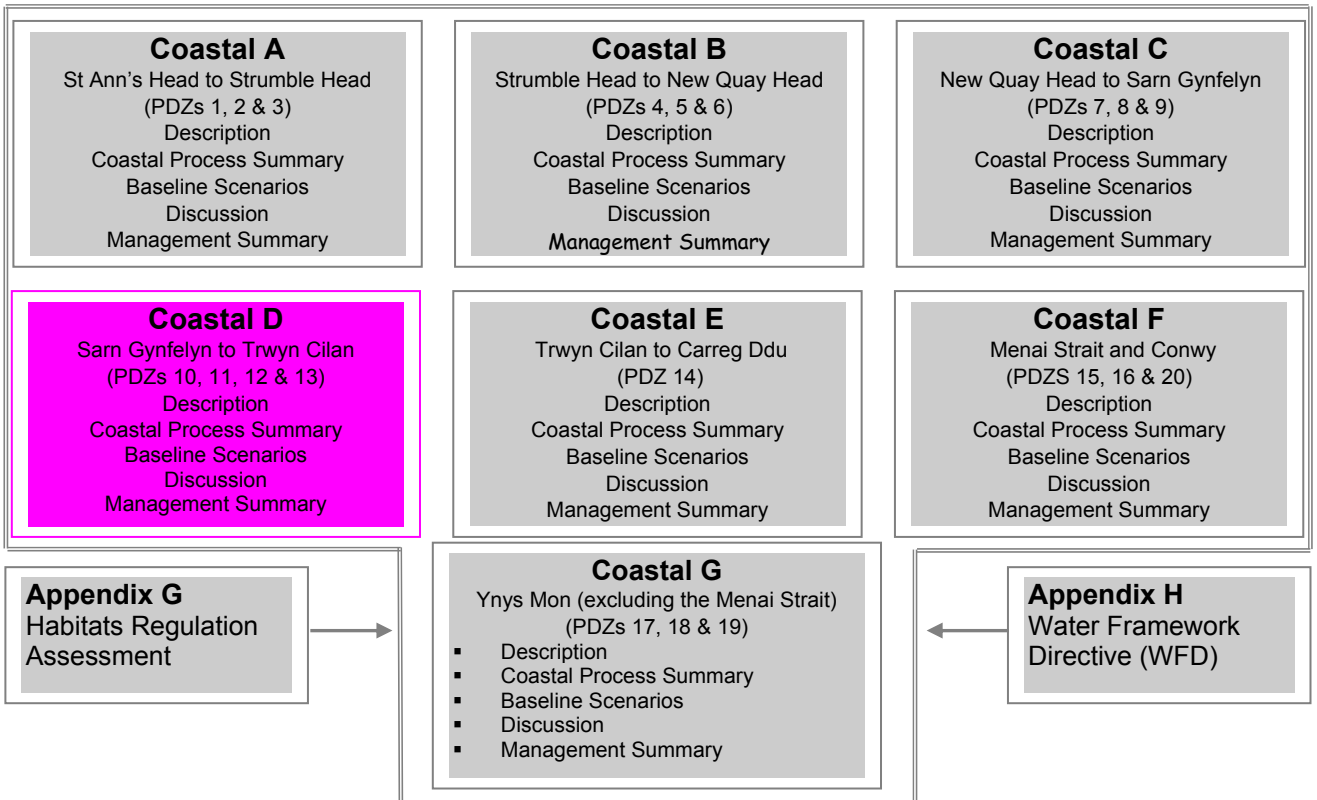 Coastal A
St Ann's Head to Strumble Head
(PDZs 1, 2 & 3)
Description
Coastal Process Summary
Baseline Scenarios
Discussion
Management Summary
Coastal B
Strumble Head to New Quay Head
(PDZs 4, 5 & 6)
Description
Coastal Process Summary
Baseline Scenarios
Discussion
Management Summary
Coastal C
New Quay Head to Sarn Gynfelyn
(PDZs 7, 8 & 9)
Description
Coastal Process Summary
Baseline Scenarios
Discussion
Management Summary
Coastal D
Sarn Gynfelyn to Trwyn Cilan
(PDZs 10, 11, 12 & 13)
Description
Coastal Process Summary
Baseline Scenarios
Discussion
Management Summary
Coastal E
Trwyn Cilan to Carreg Ddu
(PDZ 14)
Description
Coastal Process Summary
Baseline Scenarios
Discussion
Management Summary
Coastal F
Menai Strait and Conwy
(PDZS 15, 16 & 20)
Description
Coastal Process Summary
Baseline Scenarios
Discussion
Management Summary
Appendix G
Habitats Regulation
Assessment
Coastal G
Ynys Mon (excluding the Menai Strait)
(PDZs 17, 18 & 19)
▪ Description
▪ Coastal Process Summary
▪ Baseline Scenarios
▪ Discussion
▪ Management Summary
Appendix H
Water Framework
Directive (WFD)